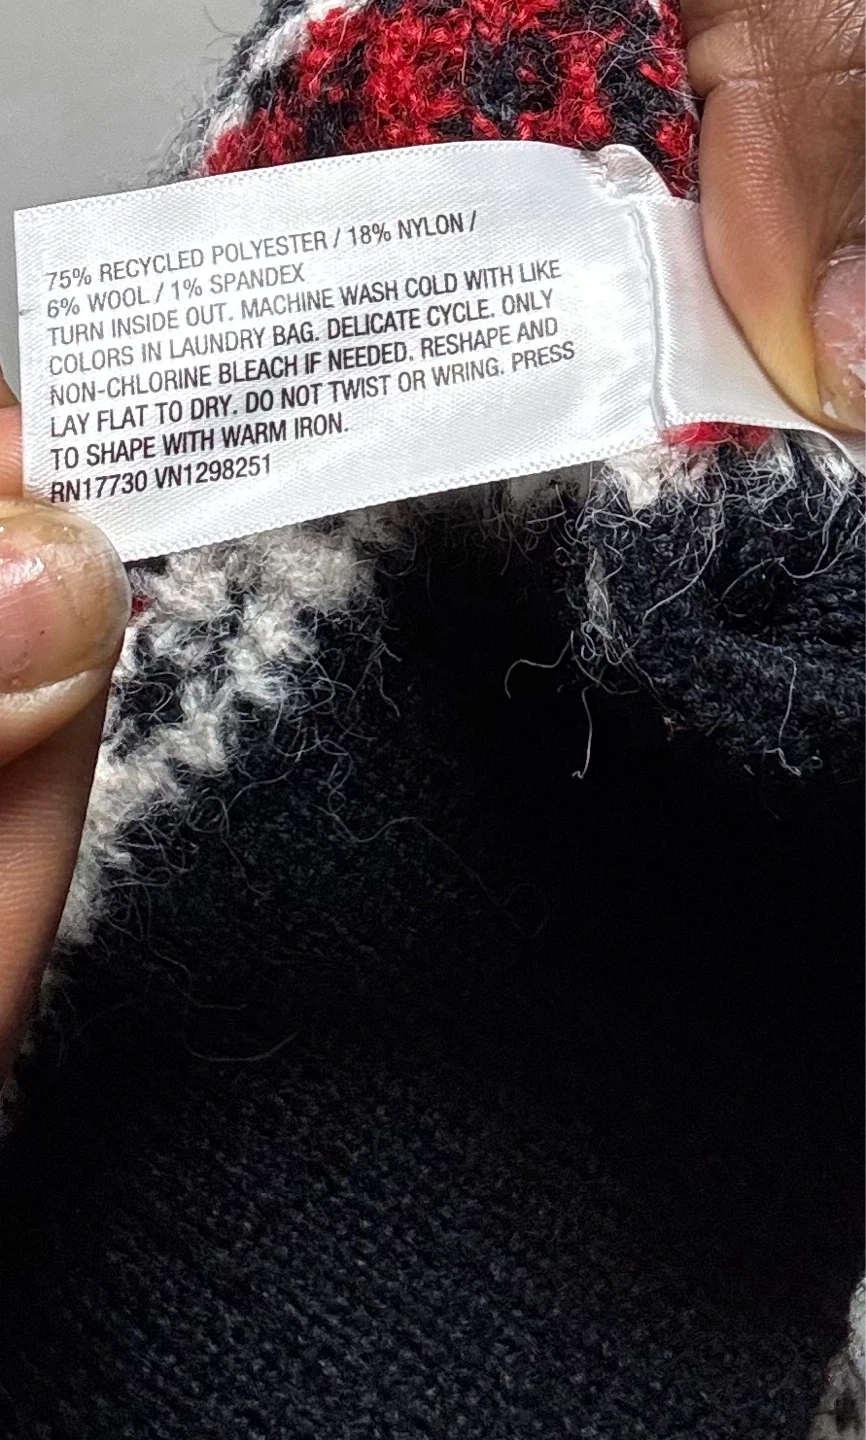 75% RECYCLED POLYESTER / 18% NYLON /
6% WOOL / 1% SPANDEX
TURN INSIDE OUT. MACHINE WASH COLD WITH LIKE
COLORS IN LAUNDRY BAG. DELICATE CYCLE. ONLY
NON-CHLORINE BLEACH IF NEEDED. RESHAPE AND
LAY FLAT TO DRY. DO NOT TWIST OR WRING. PRESS
TO SHAPE WITH WARM IRON.
RN17730 VN1298251